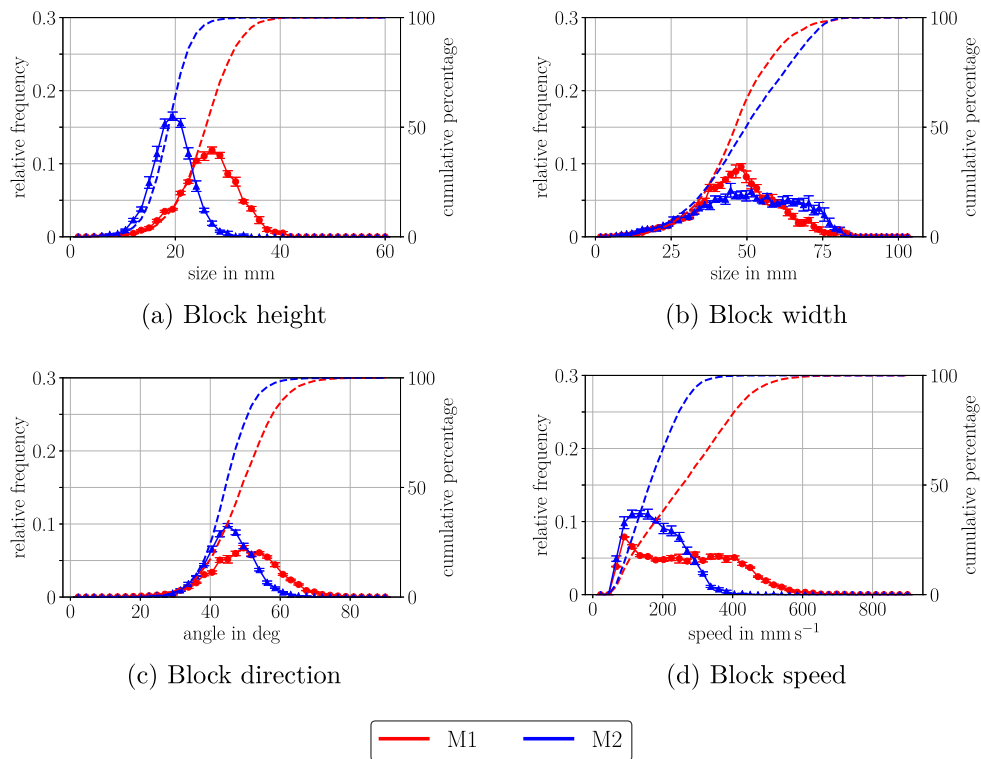 0.3
0.2
0.1
0
relative frequency
100
50
0
cumulative percentage
0
20
40
60
size in mm
(a) Block height
0.3
0.2
0.1
0
relative frequency
100
50
0
cumulative percentage
0
25
50
75
100
size in mm
(b) Block width
0.3
0.2
0.1
0
relative frequency
100
50
0
cumulative percentage
0
20
40
60
80
angle in deg
(c) Block direction
0.3
0.2
0.1
0
relative frequency
100
50
0
cumulative percentage
0
200
400
600
800
speed in mm s⁻¹
(d) Block speed
M1
M2